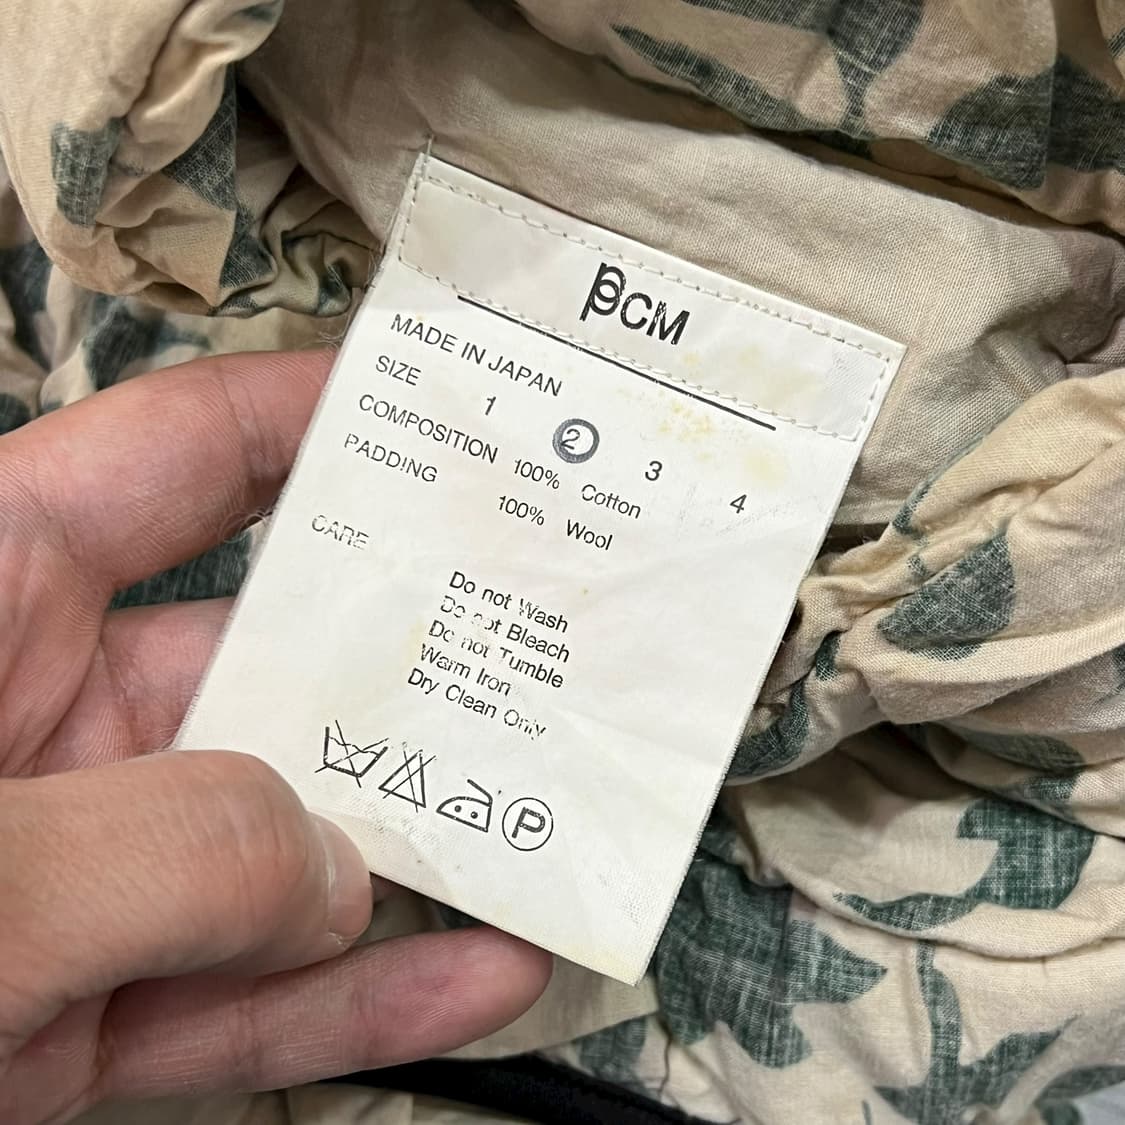 CM
MADE IN JAPAN
SIZE 1 2 3 4
COMPOSITION 100% Cotton
PADDING 100% Wool
CARE
Do not Wash
Do not Bleach
Do not Tumble
Warm Iron
Dry Clean Only
P